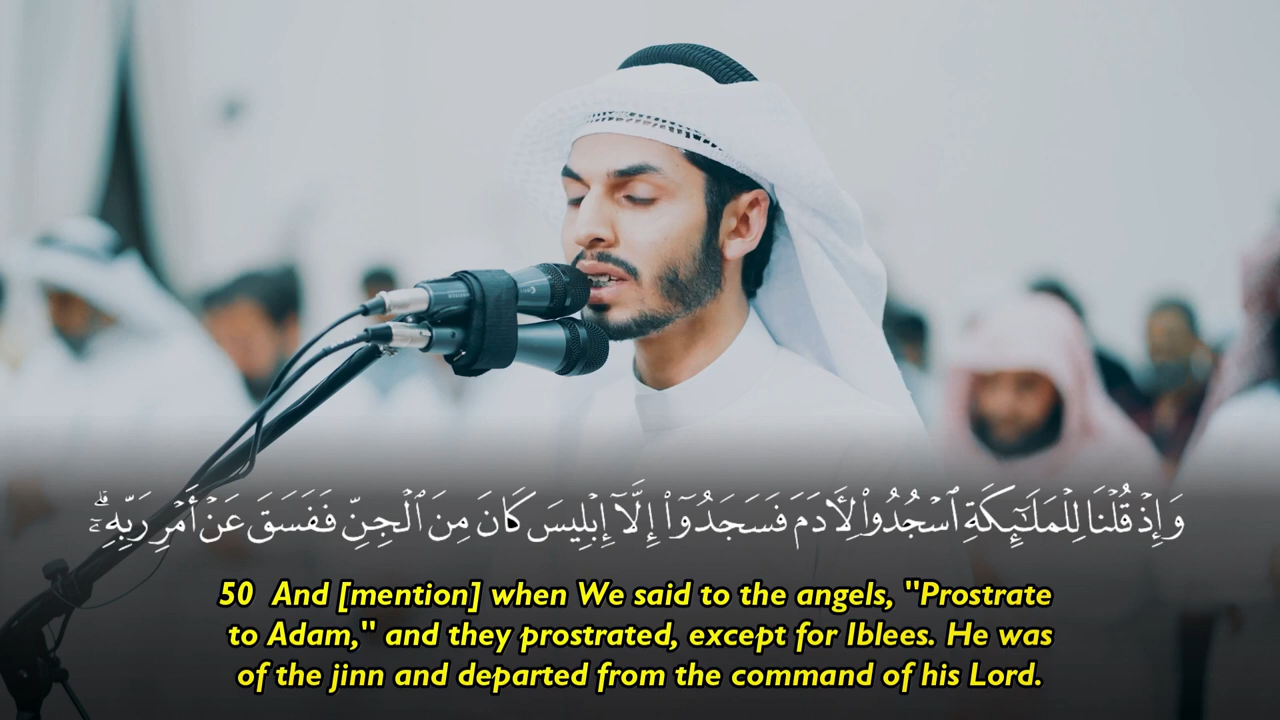 وَإِذْ قُلْنَا لِلْمَلَـٰٓئِكَةِ ٱسْجُدُوا۟ لِـَٔادَمَ فَسَجَدُوٓا۟ إِلَّآ إِبْلِيسَ كَانَ مِنَ ٱلْجِنِّ فَفَسَقَ عَنْ أَمْرِ رَبِّهِۦٓ ۗ
50 And [mention] when We said to the angels, "Prostrate
to Adam," and they prostrated, except for Iblees. He was
of the jinn and departed from the command of his Lord.